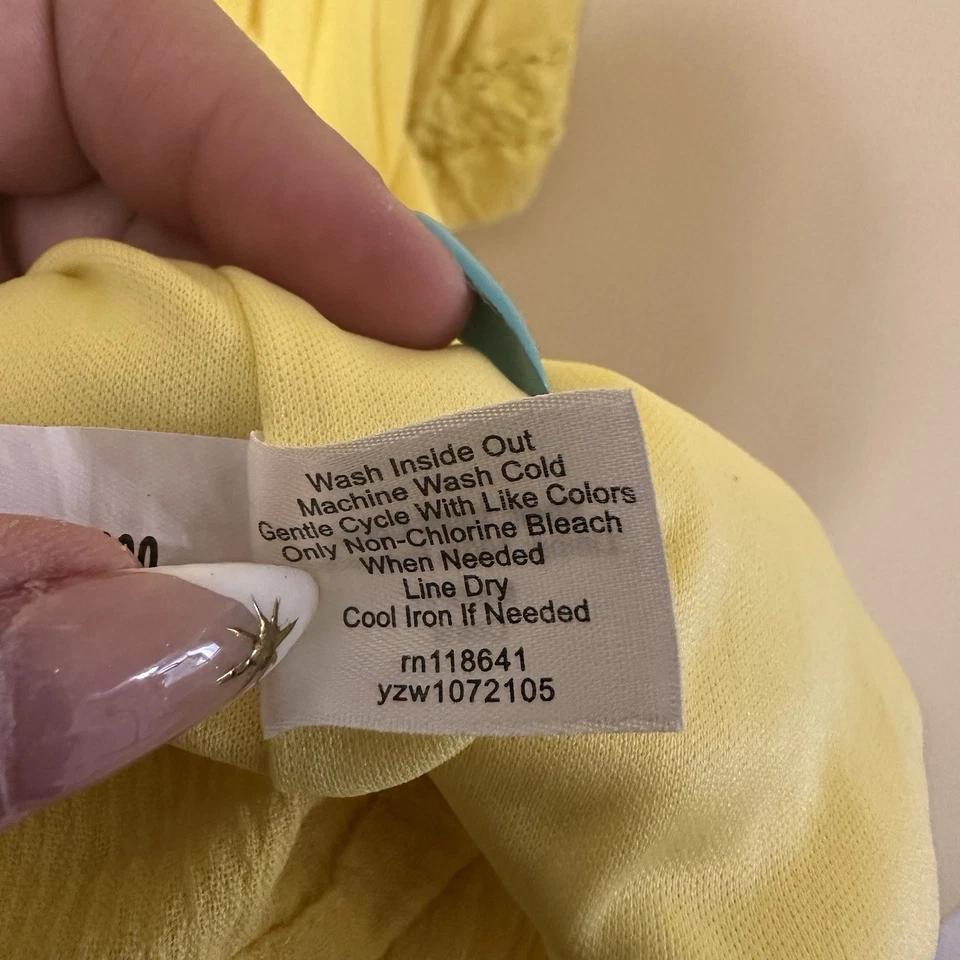 Wash Inside Out
Machine Wash Cold
Gentle Cycle With Like Colors
Only Non-Chlorine Bleach
When Needed
Line Dry
Cool Iron If Needed
rn118641
yzw1072105